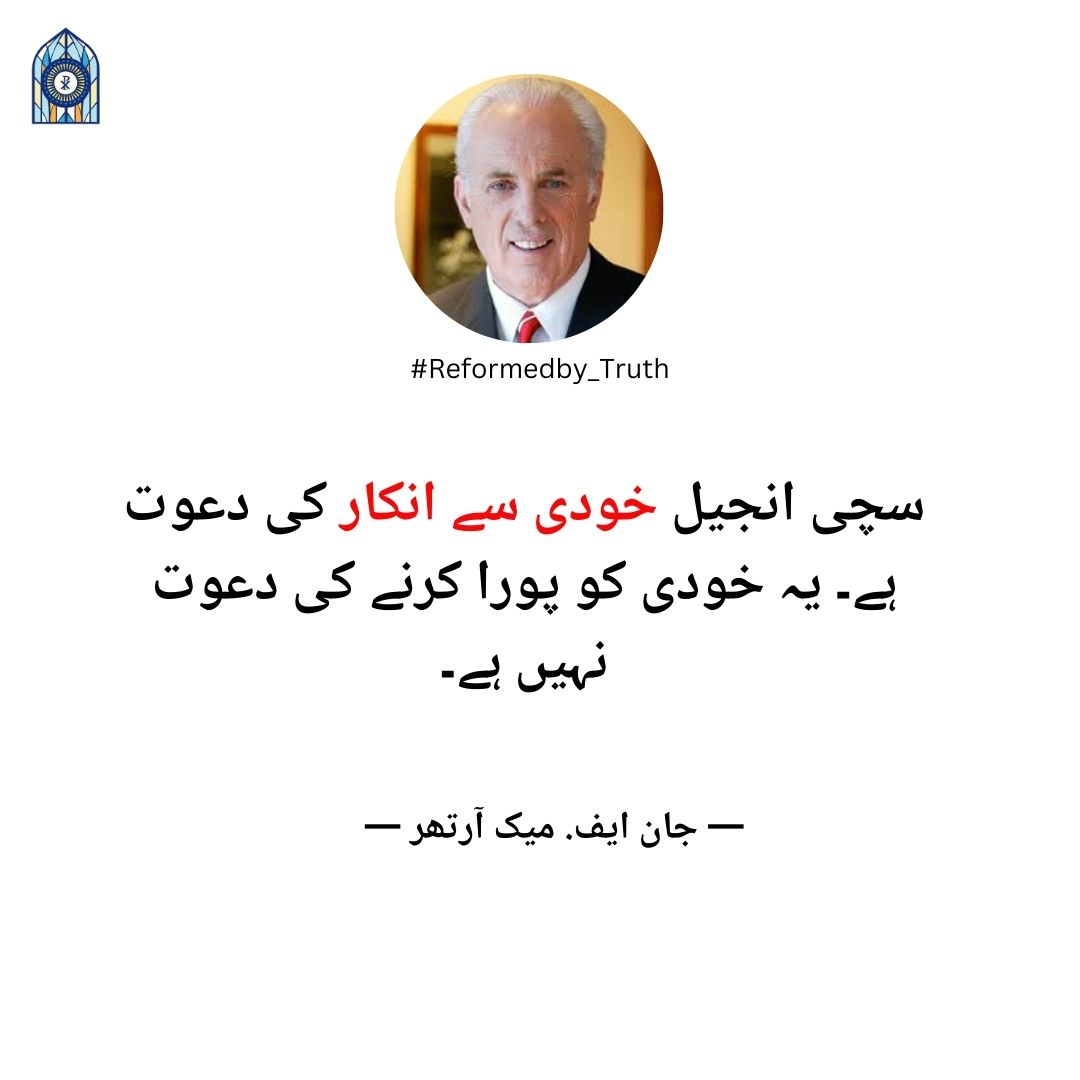 #Reformedby_Truth
سچی انجیل خودی سے انکار کی دعوت
ہے۔ یہ خودی کو پورا کرنے کی دعوت
نہیں ہے۔
— جان ایف. میک آرتھر —